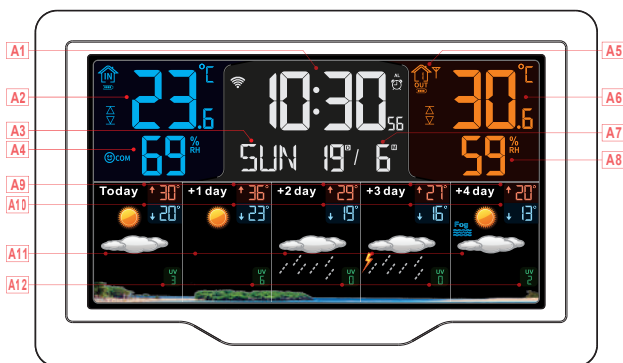 A1
A2
A3
A4
A9
A10
A11
A12
A5
A6
A7
A8
IN
23.6 °C
COM
69 % RH
10:30 56
AL
SUN 19 D / 6 M
1
OUT
30.6 °C
59 % RH
Today ↑ 30° ↓ 20°
UV
3
+1 day ↑ 36° ↓ 23°
UV
6
+2 day ↑ 29° ↓ 19°
UV
0
+3 day ↑ 27° ↓ 16°
UV
0
+4 day ↑ 20° ↓ 13°
Fog
UV
2